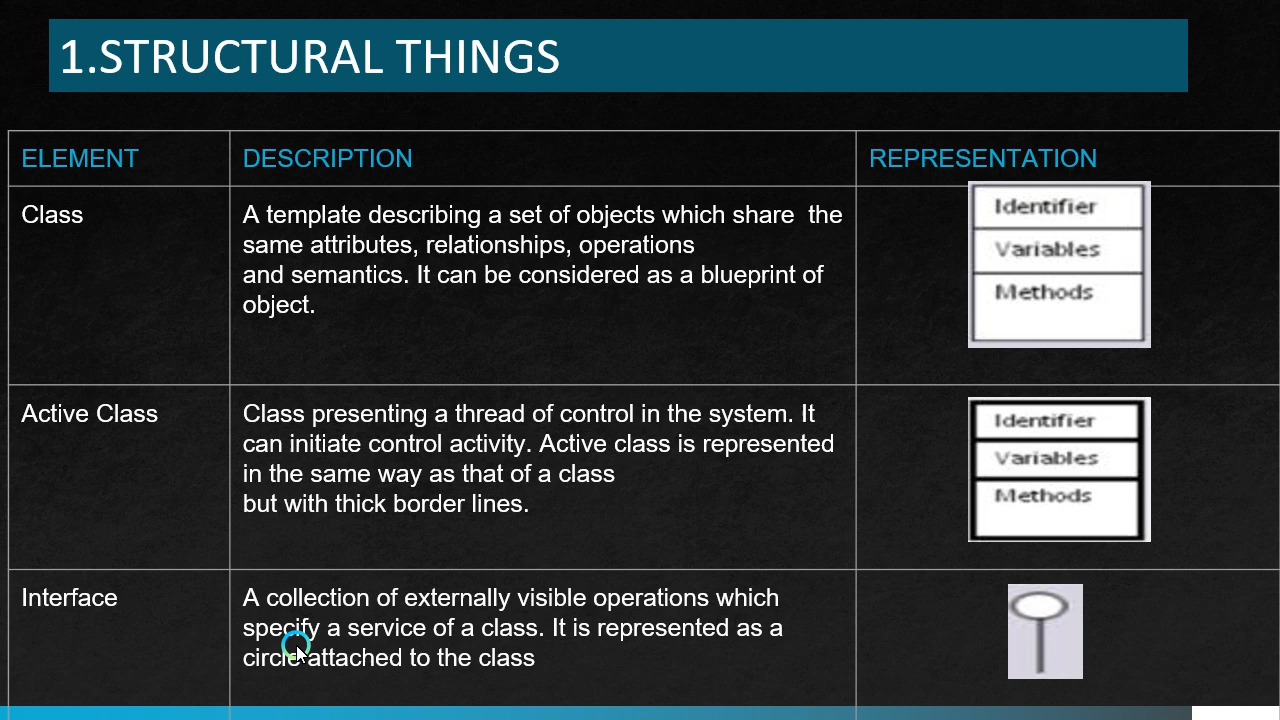 1.STRUCTURAL THINGS
ELEMENT
DESCRIPTION
REPRESENTATION
Class
A template describing a set of objects which share  the
same attributes, relationships, operations
and semantics. It can be considered as a blueprint of
object.
Identifier
Variables
Methods
Active Class
Class presenting a thread of control in the system. It
can initiate control activity. Active class is represented
in the same way as that of a class
but with thick border lines.
Identifier
Variables
Methods
Interface
A collection of externally visible operations which
specify a service of a class. It is represented as a
circle attached to the class